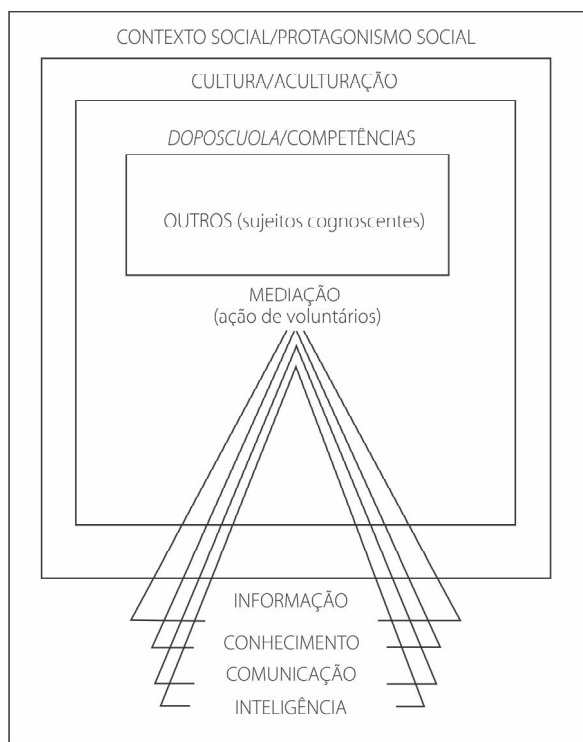 CONTEXTO SOCIAL/PROTAGONISMO SOCIAL
CULTURA/ACULTURAÇÃO
DOPOSCUOLA/COMPETÊNCIAS
OUTROS (sujeitos cognoscentes)
MEDIAÇÃO
(ação de voluntários)
INFORMAÇÃO
CONHECIMENTO
COMUNICAÇÃO
INTELIGÊNCIA